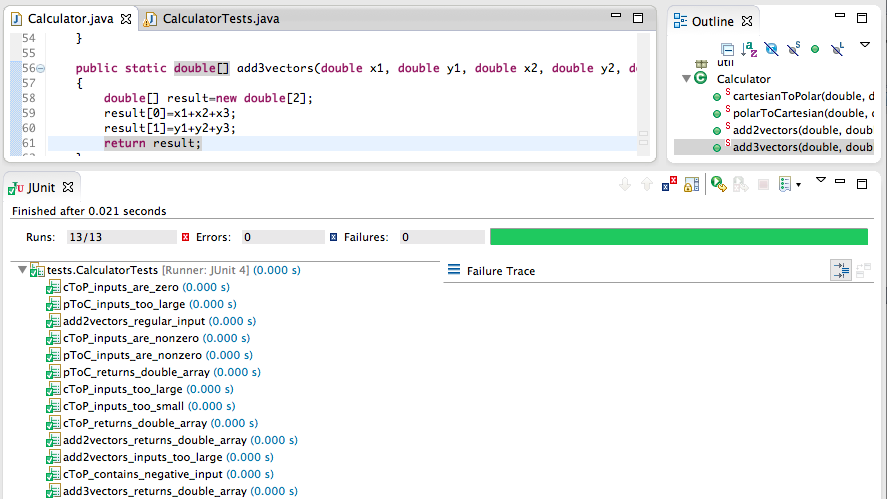 Calculator.java
CalculatorTests.java
54 }
55
56 public static double[] add3vectors(double x1, double y1, double x2, double y2, d
57 {
58 double[] result=new double[2];
59 result[0]=x1+x2+x3;
60 result[1]=y1+y2+y3;
61 return result;
Outline
util
Calculator
cartesianToPolar(double, d
polarToCartesian(double, d
add2vectors(double, doub
add3vectors(double, doub
JUnit
Finished after 0.021 seconds
Runs: 13/13 Errors: 0 Failures: 0
tests.CalculatorTests [Runner: JUnit 4] (0.000 s)
cToP_inputs_are_zero (0.000 s)
pToC_inputs_too_large (0.000 s)
add2vectors_regular_input (0.000 s)
cToP_inputs_are_nonzero (0.000 s)
pToC_inputs_are_nonzero (0.000 s)
pToC_returns_double_array (0.000 s)
cToP_inputs_too_large (0.000 s)
cToP_inputs_too_small (0.000 s)
cToP_returns_double_array (0.000 s)
add2vectors_returns_double_array (0.000 s)
add2vectors_inputs_too_large (0.000 s)
cToP_contains_negative_input (0.000 s)
add3vectors_returns_double_array (0.000 s)
Failure Trace